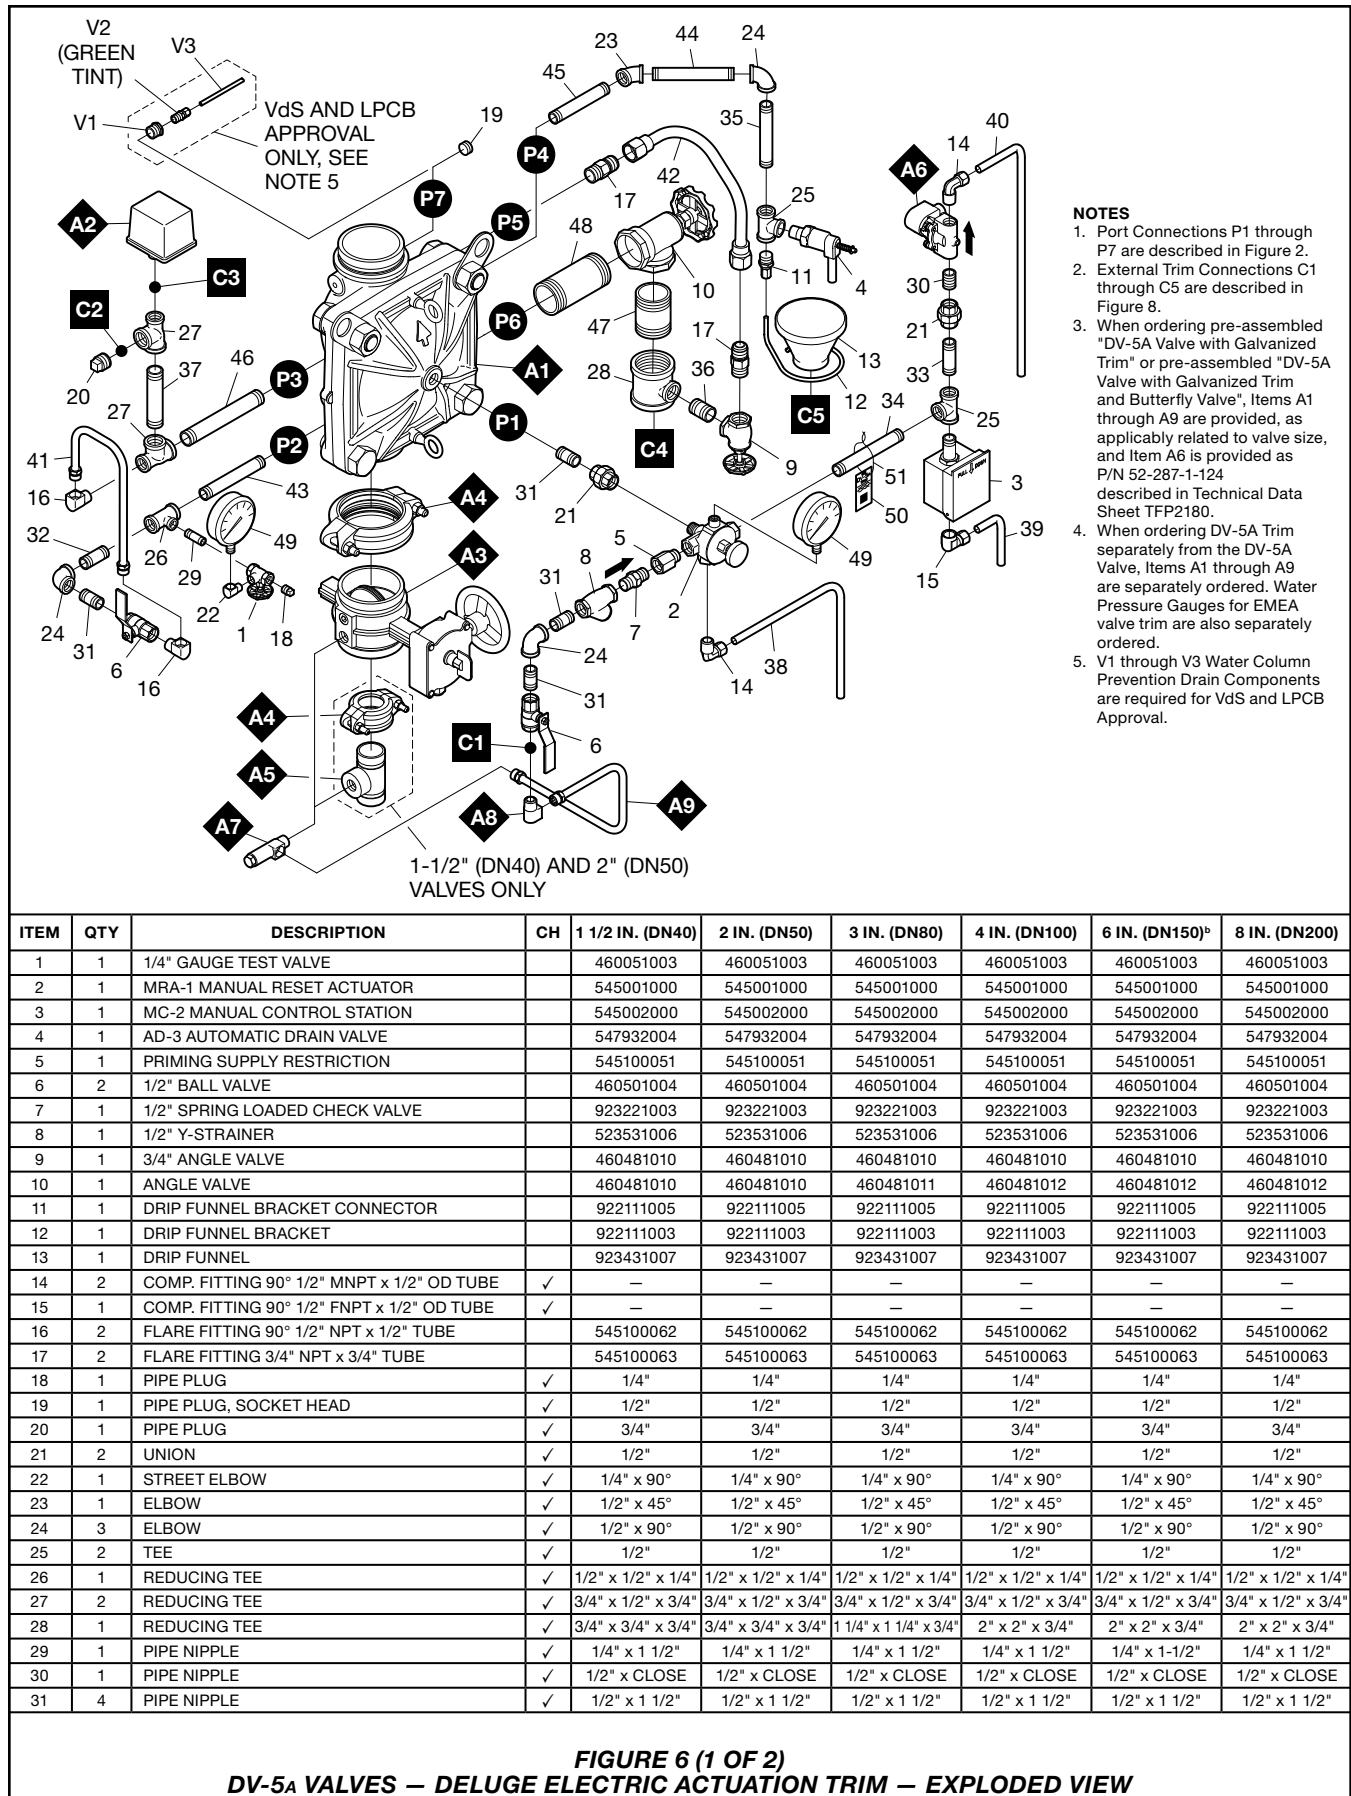 V2
(GREEN
TINT)
V3
V1
VdS AND LPCB
APPROVAL
ONLY, SEE
NOTE 5
19
23
44
24
45
P4
35
42
P7
P5
17
A2
C3
C2
27
20
37
46
P3
27
P2
41
16
43
32
26
29
49
24
31
6
16
22
1
18
48
P6
A1
P1
10
47
28
C4
17
36
9
25
11
4
13
12
C5
34
51
50
A6
14
40
30
21
33
25
3
39
15
A4
A3
31
21
5
8
31
7
2
49
24
31
14
38
6
C1
A4
A5
A7
A8
A9
1-1/2" (DN40) AND 2" (DN50)
VALVES ONLY
PULL DOWN
NOTES
1. Port Connections P1 through
P7 are described in Figure 2.
2. External Trim Connections C1
through C5 are described in
Figure 8.
3. When ordering pre-assembled
"DV-5A Valve with Galvanized
Trim" or pre-assembled "DV-5A
Valve with Galvanized Trim
and Butterfly Valve", Items A1
through A9 are provided, as
applicably related to valve size,
and Item A6 is provided as
P/N 52-287-1-124
described in Technical Data
Sheet TFP2180.
4. When ordering DV-5A Trim
separately from the DV-5A
Valve, Items A1 through A9
are separately ordered. Water
Pressure Gauges for EMEA
valve trim are also separately
ordered.
5. V1 through V3 Water Column
Prevention Drain Components
are required for VdS and LPCB
Approval.
ITEM QTY DESCRIPTION CH 1 1/2 IN. (DN40) 2 IN. (DN50) 3 IN. (DN80) 4 IN. (DN100) 6 IN. (DN150)ᵇ 8 IN. (DN200)
1 1 1/4" GAUGE TEST VALVE 460051003 460051003 460051003 460051003 460051003 460051003
2 1 MRA-1 MANUAL RESET ACTUATOR 545001000 545001000 545001000 545001000 545001000 545001000
3 1 MC-2 MANUAL CONTROL STATION 545002000 545002000 545002000 545002000 545002000 545002000
4 1 AD-3 AUTOMATIC DRAIN VALVE 547932004 547932004 547932004 547932004 547932004 547932004
5 1 PRIMING SUPPLY RESTRICTION 545100051 545100051 545100051 545100051 545100051 545100051
6 2 1/2" BALL VALVE 460501004 460501004 460501004 460501004 460501004 460501004
7 1 1/2" SPRING LOADED CHECK VALVE 923221003 923221003 923221003 923221003 923221003 923221003
8 1 1/2" Y-STRAINER 523531006 523531006 523531006 523531006 523531006 523531006
9 1 3/4" ANGLE VALVE 460481010 460481010 460481010 460481010 460481010 460481010
10 1 ANGLE VALVE 460481010 460481010 460481011 460481012 460481012 460481012
11 1 DRIP FUNNEL BRACKET CONNECTOR 922111005 922111005 922111005 922111005 922111005 922111005
12 1 DRIP FUNNEL BRACKET 922111003 922111003 922111003 922111003 922111003 922111003
13 1 DRIP FUNNEL 923431007 923431007 923431007 923431007 923431007 923431007
14 2 COMP. FITTING 90° 1/2" MNPT x 1/2" OD TUBE ✓ — — — — — —
15 1 COMP. FITTING 90° 1/2" FNPT x 1/2" OD TUBE ✓ — — — — — —
16 2 FLARE FITTING 90° 1/2" NPT x 1/2" TUBE 545100062 545100062 545100062 545100062 545100062 545100062
17 2 FLARE FITTING 3/4" NPT x 3/4" TUBE 545100063 545100063 545100063 545100063 545100063 545100063
18 1 PIPE PLUG ✓ 1/4" 1/4" 1/4" 1/4" 1/4" 1/4"
19 1 PIPE PLUG, SOCKET HEAD ✓ 1/2" 1/2" 1/2" 1/2" 1/2" 1/2"
20 1 PIPE PLUG ✓ 3/4" 3/4" 3/4" 3/4" 3/4" 3/4"
21 2 UNION ✓ 1/2" 1/2" 1/2" 1/2" 1/2" 1/2"
22 1 STREET ELBOW ✓ 1/4" x 90° 1/4" x 90° 1/4" x 90° 1/4" x 90° 1/4" x 90° 1/4" x 90°
23 1 ELBOW ✓ 1/2" x 45° 1/2" x 45° 1/2" x 45° 1/2" x 45° 1/2" x 45° 1/2" x 45°
24 3 ELBOW ✓ 1/2" x 90° 1/2" x 90° 1/2" x 90° 1/2" x 90° 1/2" x 90° 1/2" x 90°
25 2 TEE ✓ 1/2" 1/2" 1/2" 1/2" 1/2" 1/2"
26 1 REDUCING TEE ✓ 1/2" x 1/2" x 1/4" 1/2" x 1/2" x 1/4" 1/2" x 1/2" x 1/4" 1/2" x 1/2" x 1/4" 1/2" x 1/2" x 1/4" 1/2" x 1/2" x 1/4"
27 2 REDUCING TEE ✓ 3/4" x 1/2" x 3/4" 3/4" x 1/2" x 3/4" 3/4" x 1/2" x 3/4" 3/4" x 1/2" x 3/4" 3/4" x 1/2" x 3/4" 3/4" x 1/2" x 3/4"
28 1 REDUCING TEE ✓ 3/4" x 3/4" x 3/4" 3/4" x 3/4" x 3/4" 1 1/4" x 1 1/4" x 3/4" 2" x 2" x 3/4" 2" x 2" x 3/4" 2" x 2" x 3/4"
29 1 PIPE NIPPLE ✓ 1/4" x 1 1/2" 1/4" x 1 1/2" 1/4" x 1 1/2" 1/4" x 1 1/2" 1/4" x 1-1/2" 1/4" x 1 1/2"
30 1 PIPE NIPPLE ✓ 1/2" x CLOSE 1/2" x CLOSE 1/2" x CLOSE 1/2" x CLOSE 1/2" x CLOSE 1/2" x CLOSE
31 4 PIPE NIPPLE ✓ 1/2" x 1 1/2" 1/2" x 1 1/2" 1/2" x 1 1/2" 1/2" x 1 1/2" 1/2" x 1 1/2" 1/2" x 1 1/2"
FIGURE 6 (1 OF 2)
DV-5A VALVES — DELUGE ELECTRIC ACTUATION TRIM — EXPLODED VIEW